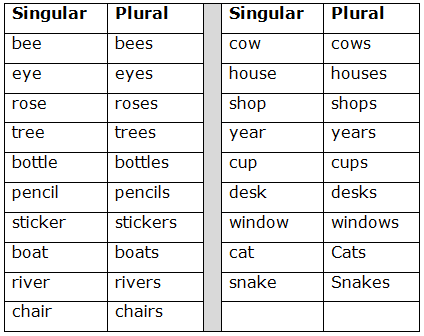 Singular Plural Singular Plural
bee bees cow cows
eye eyes house houses
rose roses shop shops
tree trees year years
bottle bottles cup cups
pencil pencils desk desks
sticker stickers window windows
boat boats cat Cats
river rivers snake Snakes
chair chairs